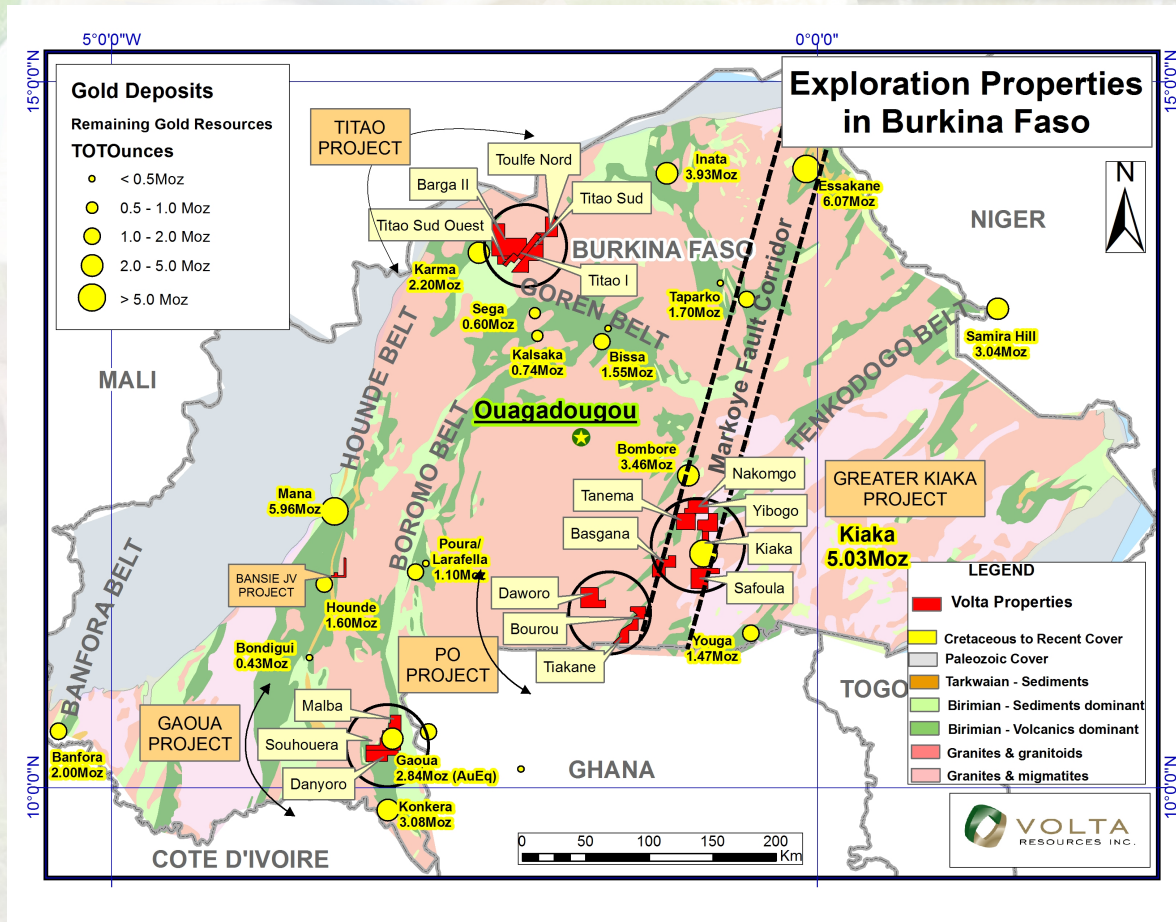 5°0'0"W
0°0'0"
15°0'0"N
15°0'0"N
Exploration Properties
in Burkina Faso
Gold Deposits
Remaining Gold Resources
TOTOunces
< 0.5Moz
0.5 - 1.0 Moz
1.0 - 2.0 Moz
2.0 - 5.0 Moz
> 5.0 Moz
TITAO
PROJECT
Toulfe Nord
Barga II
Titao Sud
Titao Sud Ouest
Titao I
Inata
3.93Moz
Essakane
6.07Moz
N
NIGER
BURKINA FASO
Karma
2.20Moz
GOREN BELT
Sega
0.60Moz
Kalsaka
0.74Moz
Bissa
1.55Moz
Taparko
1.70Moz
Markoye Fault Corridor
Samira Hill
3.04Moz
TENKODOGO BELT
MALI
HOUNDE BELT
BOROMO BELT
Ouagadougou
Bombore
3.46Moz
Nakomgo
Tanema
Yibogo
Basgana
Kiaka
Safoula
GREATER KIAKA
PROJECT
Kiaka
5.03Moz
Mana
5.96Moz
Poura/
Larafella
1.10Moz
BANSIE JV
PROJECT
Hounde
1.60Moz
BANFORA BELT
Daworo
Bourou
Tiakane
Youga
1.47Moz
Bondigui
0.43Moz
PO
PROJECT
TOGO
GAOUA
PROJECT
Malba
Souhouera
Danyoro
Gaoua
2.84Moz (AuEq)
Banfora
2.00Moz
Konkera
3.08Moz
GHANA
COTE D'IVOIRE
LEGEND
Volta Properties
Cretaceous to Recent Cover
Paleozoic Cover
Tarkwaian - Sediments
Birimian - Sediments dominant
Birimian - Volcanics dominant
Granites & granitoids
Granites & migmatites
10°0'0"N
10°0'0"N
0 50 100 150 200
Km
VOLTA
RESOURCES INC.